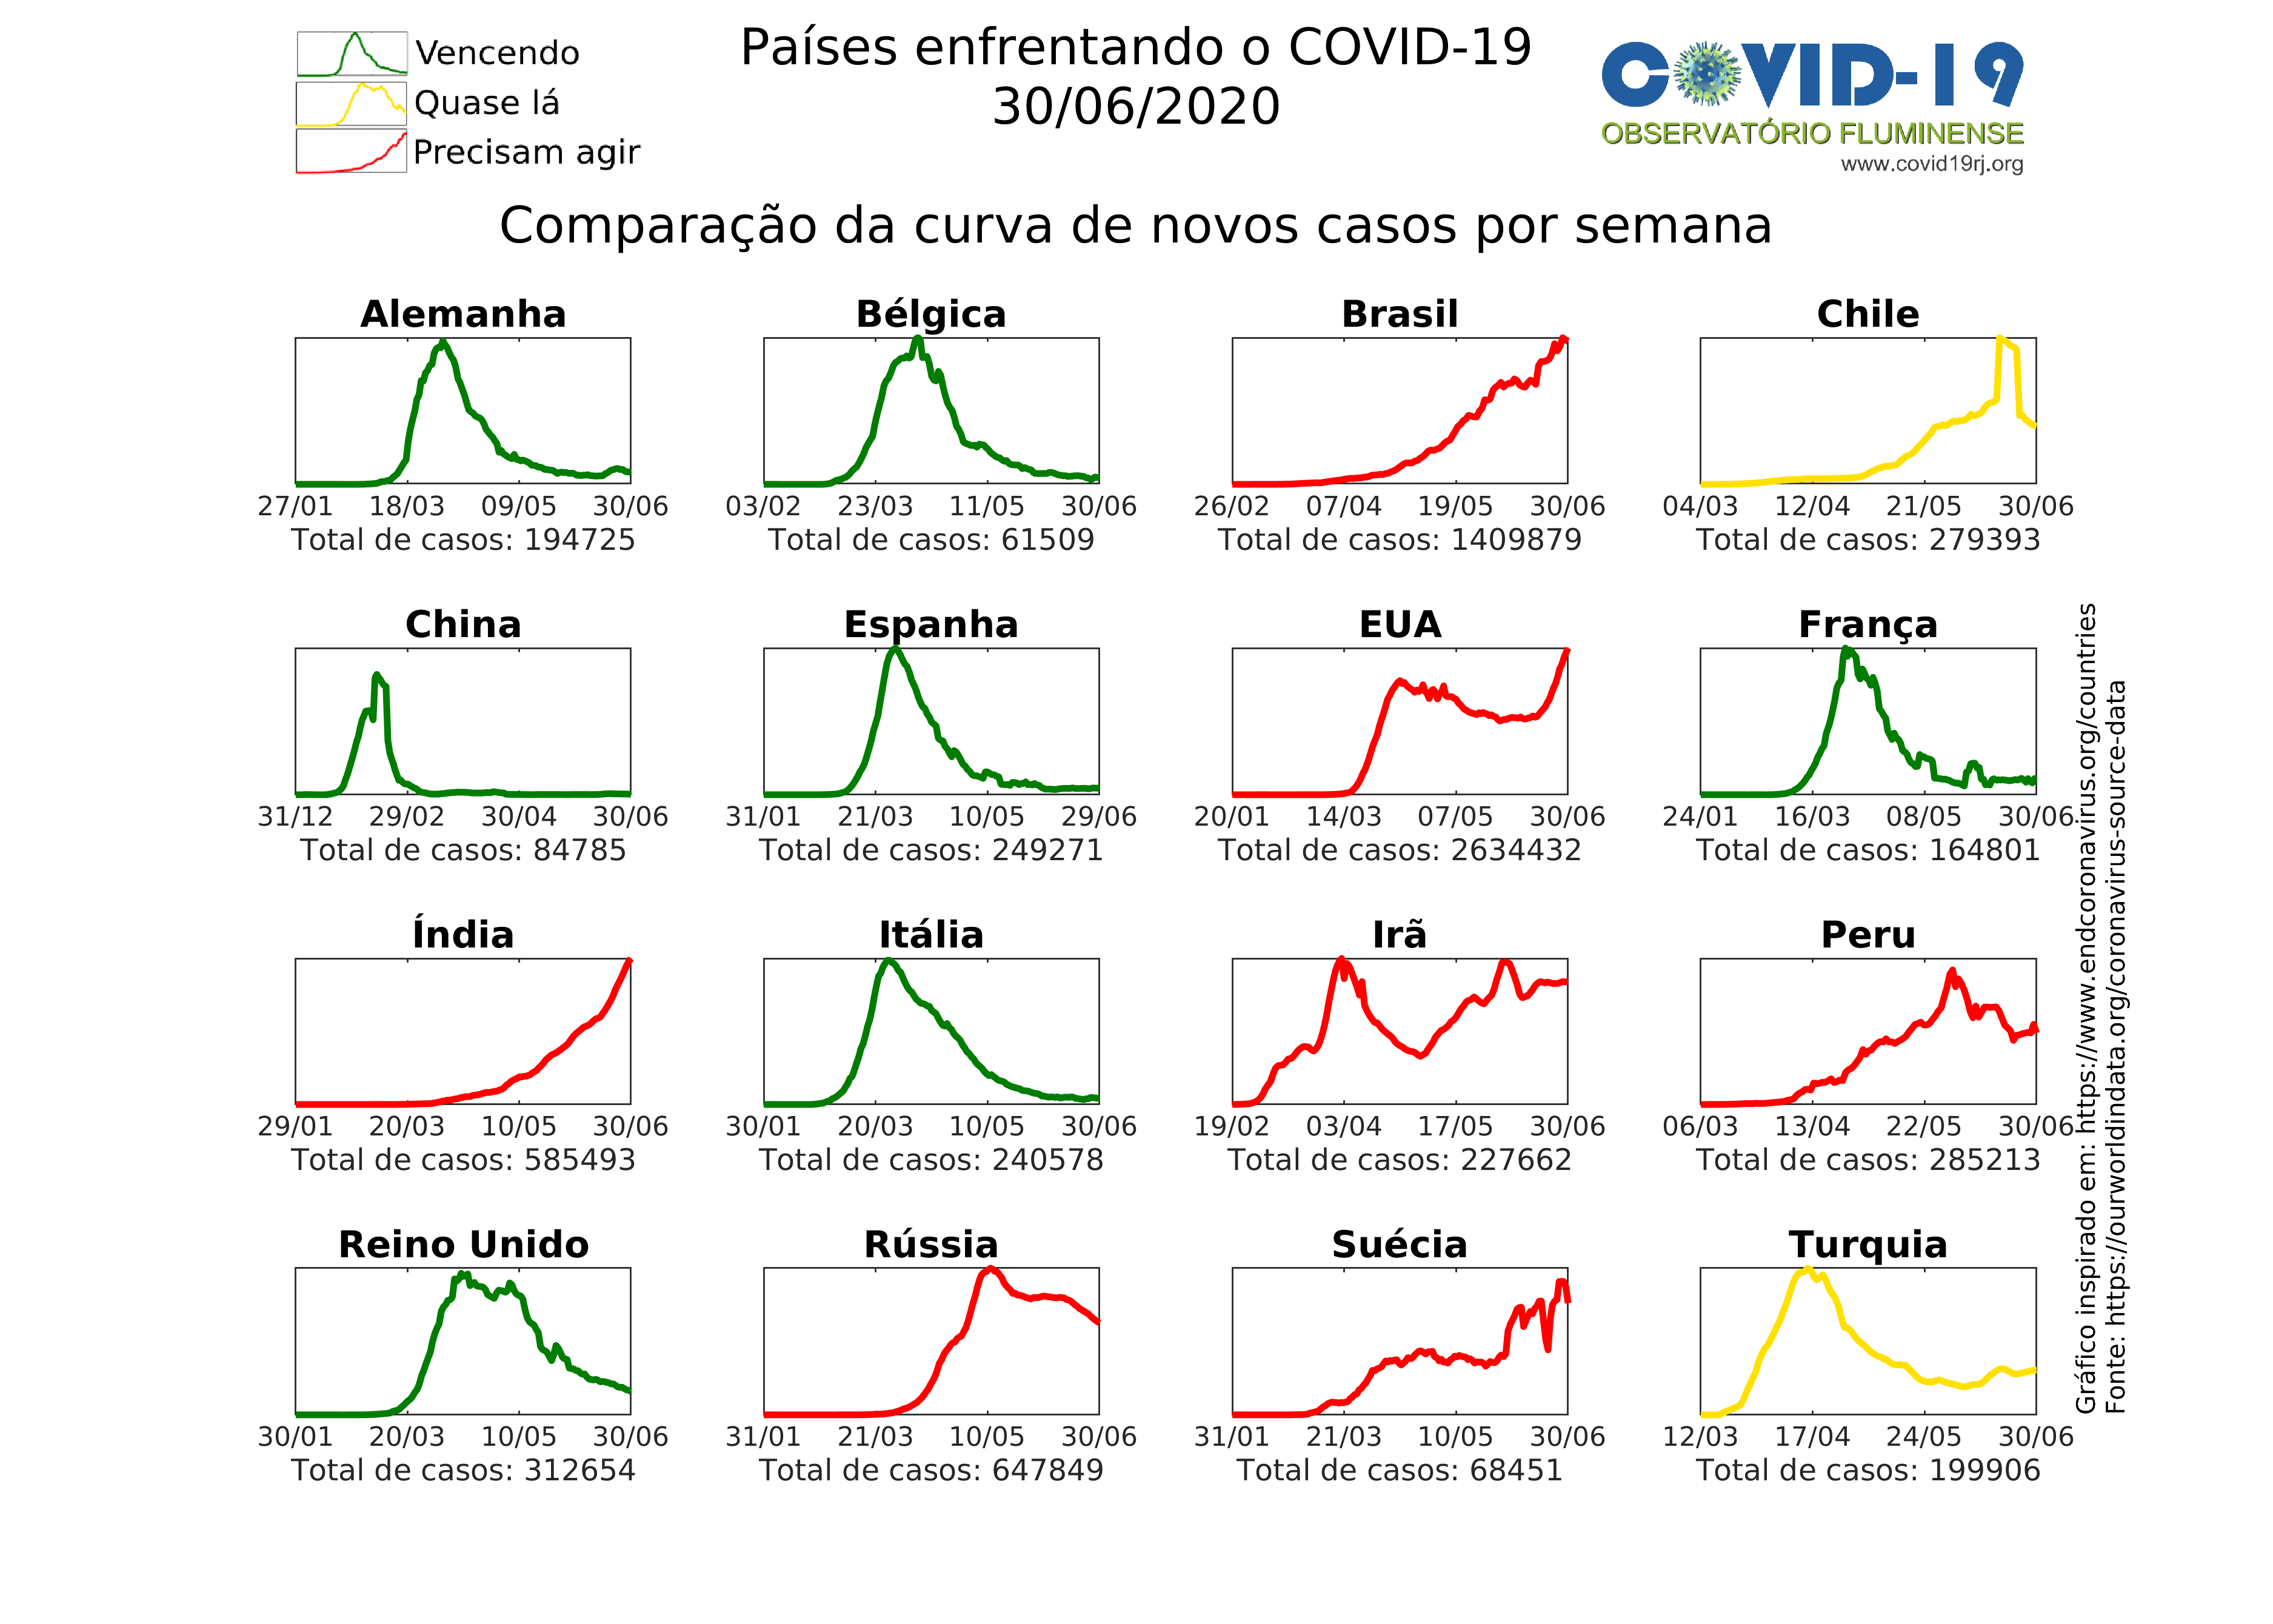 Vencendo
Quase lá
Precisam agir
Países enfrentando o COVID-19
30/06/2020
COVID-19
OBSERVATÓRIO FLUMINENSE
www.covid19rj.org
Comparação da curva de novos casos por semana
Alemanha
27/01 18/03 09/05 30/06
Total de casos: 194725
Bélgica
03/02 23/03 11/05 30/06
Total de casos: 61509
Brasil
26/02 07/04 19/05 30/06
Total de casos: 1409879
Chile
04/03 12/04 21/05 30/06
Total de casos: 279393
China
31/12 29/02 30/04 30/06
Total de casos: 84785
Espanha
31/01 21/03 10/05 29/06
Total de casos: 249271
EUA
20/01 14/03 07/05 30/06
Total de casos: 2634432
França
24/01 16/03 08/05 30/06
Total de casos: 164801
Índia
29/01 20/03 10/05 30/06
Total de casos: 585493
Itália
30/01 20/03 10/05 30/06
Total de casos: 240578
Irã
19/02 03/04 17/05 30/06
Total de casos: 227662
Peru
06/03 13/04 22/05 30/06
Total de casos: 285213
Reino Unido
30/01 20/03 10/05 30/06
Total de casos: 312654
Rússia
31/01 21/03 10/05 30/06
Total de casos: 647849
Suécia
31/01 21/03 10/05 30/06
Total de casos: 68451
Turquia
12/03 17/04 24/05 30/06
Total de casos: 199906
Gráfico inspirado em: https://www.endcoronavirus.org/countries
Fonte: https://ourworldindata.org/coronavirus-source-data